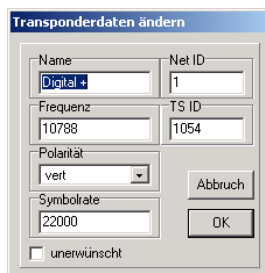 Transponderdaten ändern
Name
Digital +
Net ID
1
Frequenz
10788
TS ID
1054
Polarität
vert
Symbolrate
22000
Abbruch
OK
unerwünscht